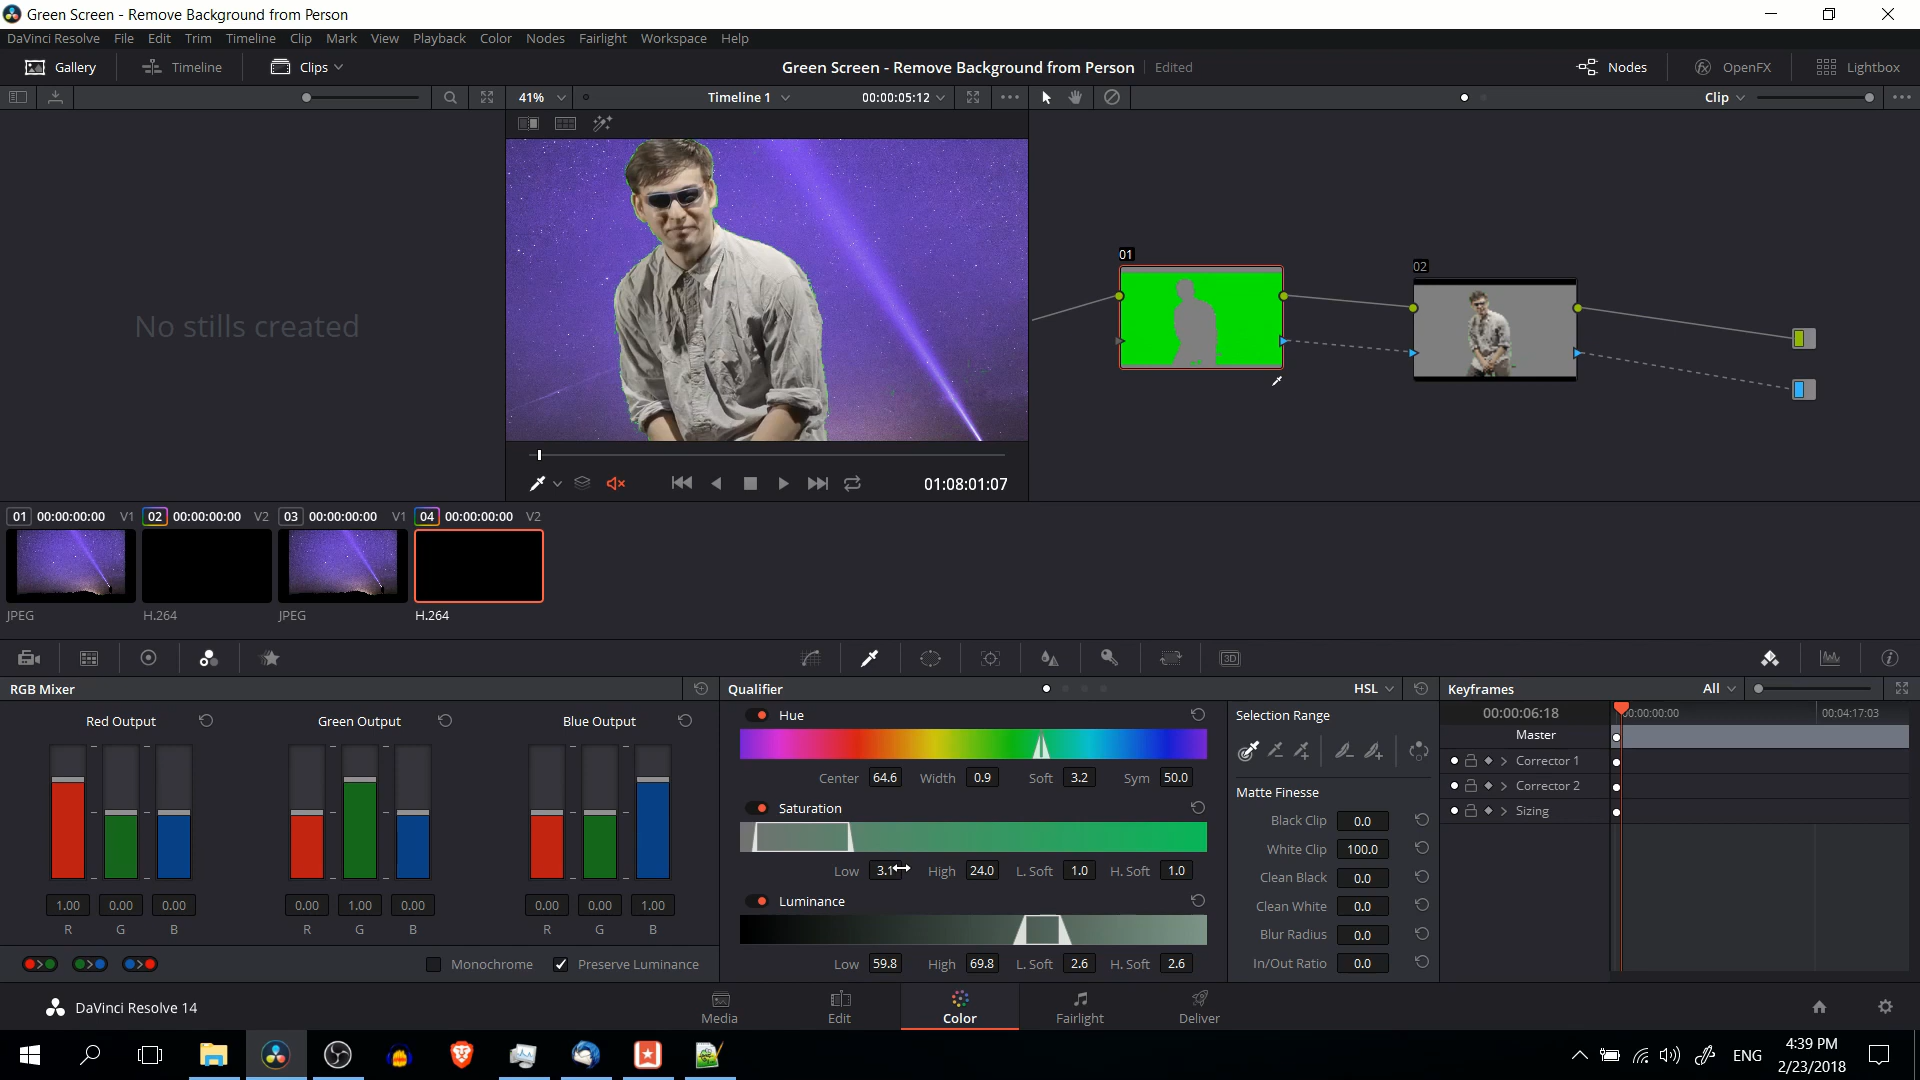 Green Screen - Remove Background from Person
DaVinci Resolve File Edit Trim Timeline Clip Mark View Playback Color Nodes Fairlight Workspace Help
Gallery Timeline Clips Green Screen - Remove Background from Person Edited Nodes OpenFX Lightbox
41% Timeline 1 00:00:05:12 Clip
No stills created
01
02
01:08:01:07
01 00:00:00:00 V1 02 00:00:00:00 V2 03 00:00:00:00 V1 04 00:00:00:00 V2
JPEG H.264 JPEG H.264
3D
RGB Mixer
Red Output Green Output Blue Output
1.00 0.00 0.00 0.00 1.00 0.00 0.00 0.00 1.00
R G B R G B R G B
Monochrome Preserve Luminance
Qualifier HSL
Hue
Center 64.6 Width 0.9 Soft 3.2 Sym 50.0
Saturation
Low 3.1 High 24.0 L. Soft 1.0 H. Soft 1.0
Luminance
Low 59.8 High 69.8 L. Soft 2.6 H. Soft 2.6
Selection Range
Matte Finesse
Black Clip 0.0
White Clip 100.0
Clean Black 0.0
Clean White 0.0
Blur Radius 0.0
In/Out Ratio 0.0
Keyframes All
00:00:06:18 00:00:00:00 00:04:17:03
Master
Corrector 1
Corrector 2
Sizing
DaVinci Resolve 14 Media Edit Color Fairlight Deliver
ENG 4:39 PM
2/23/2018